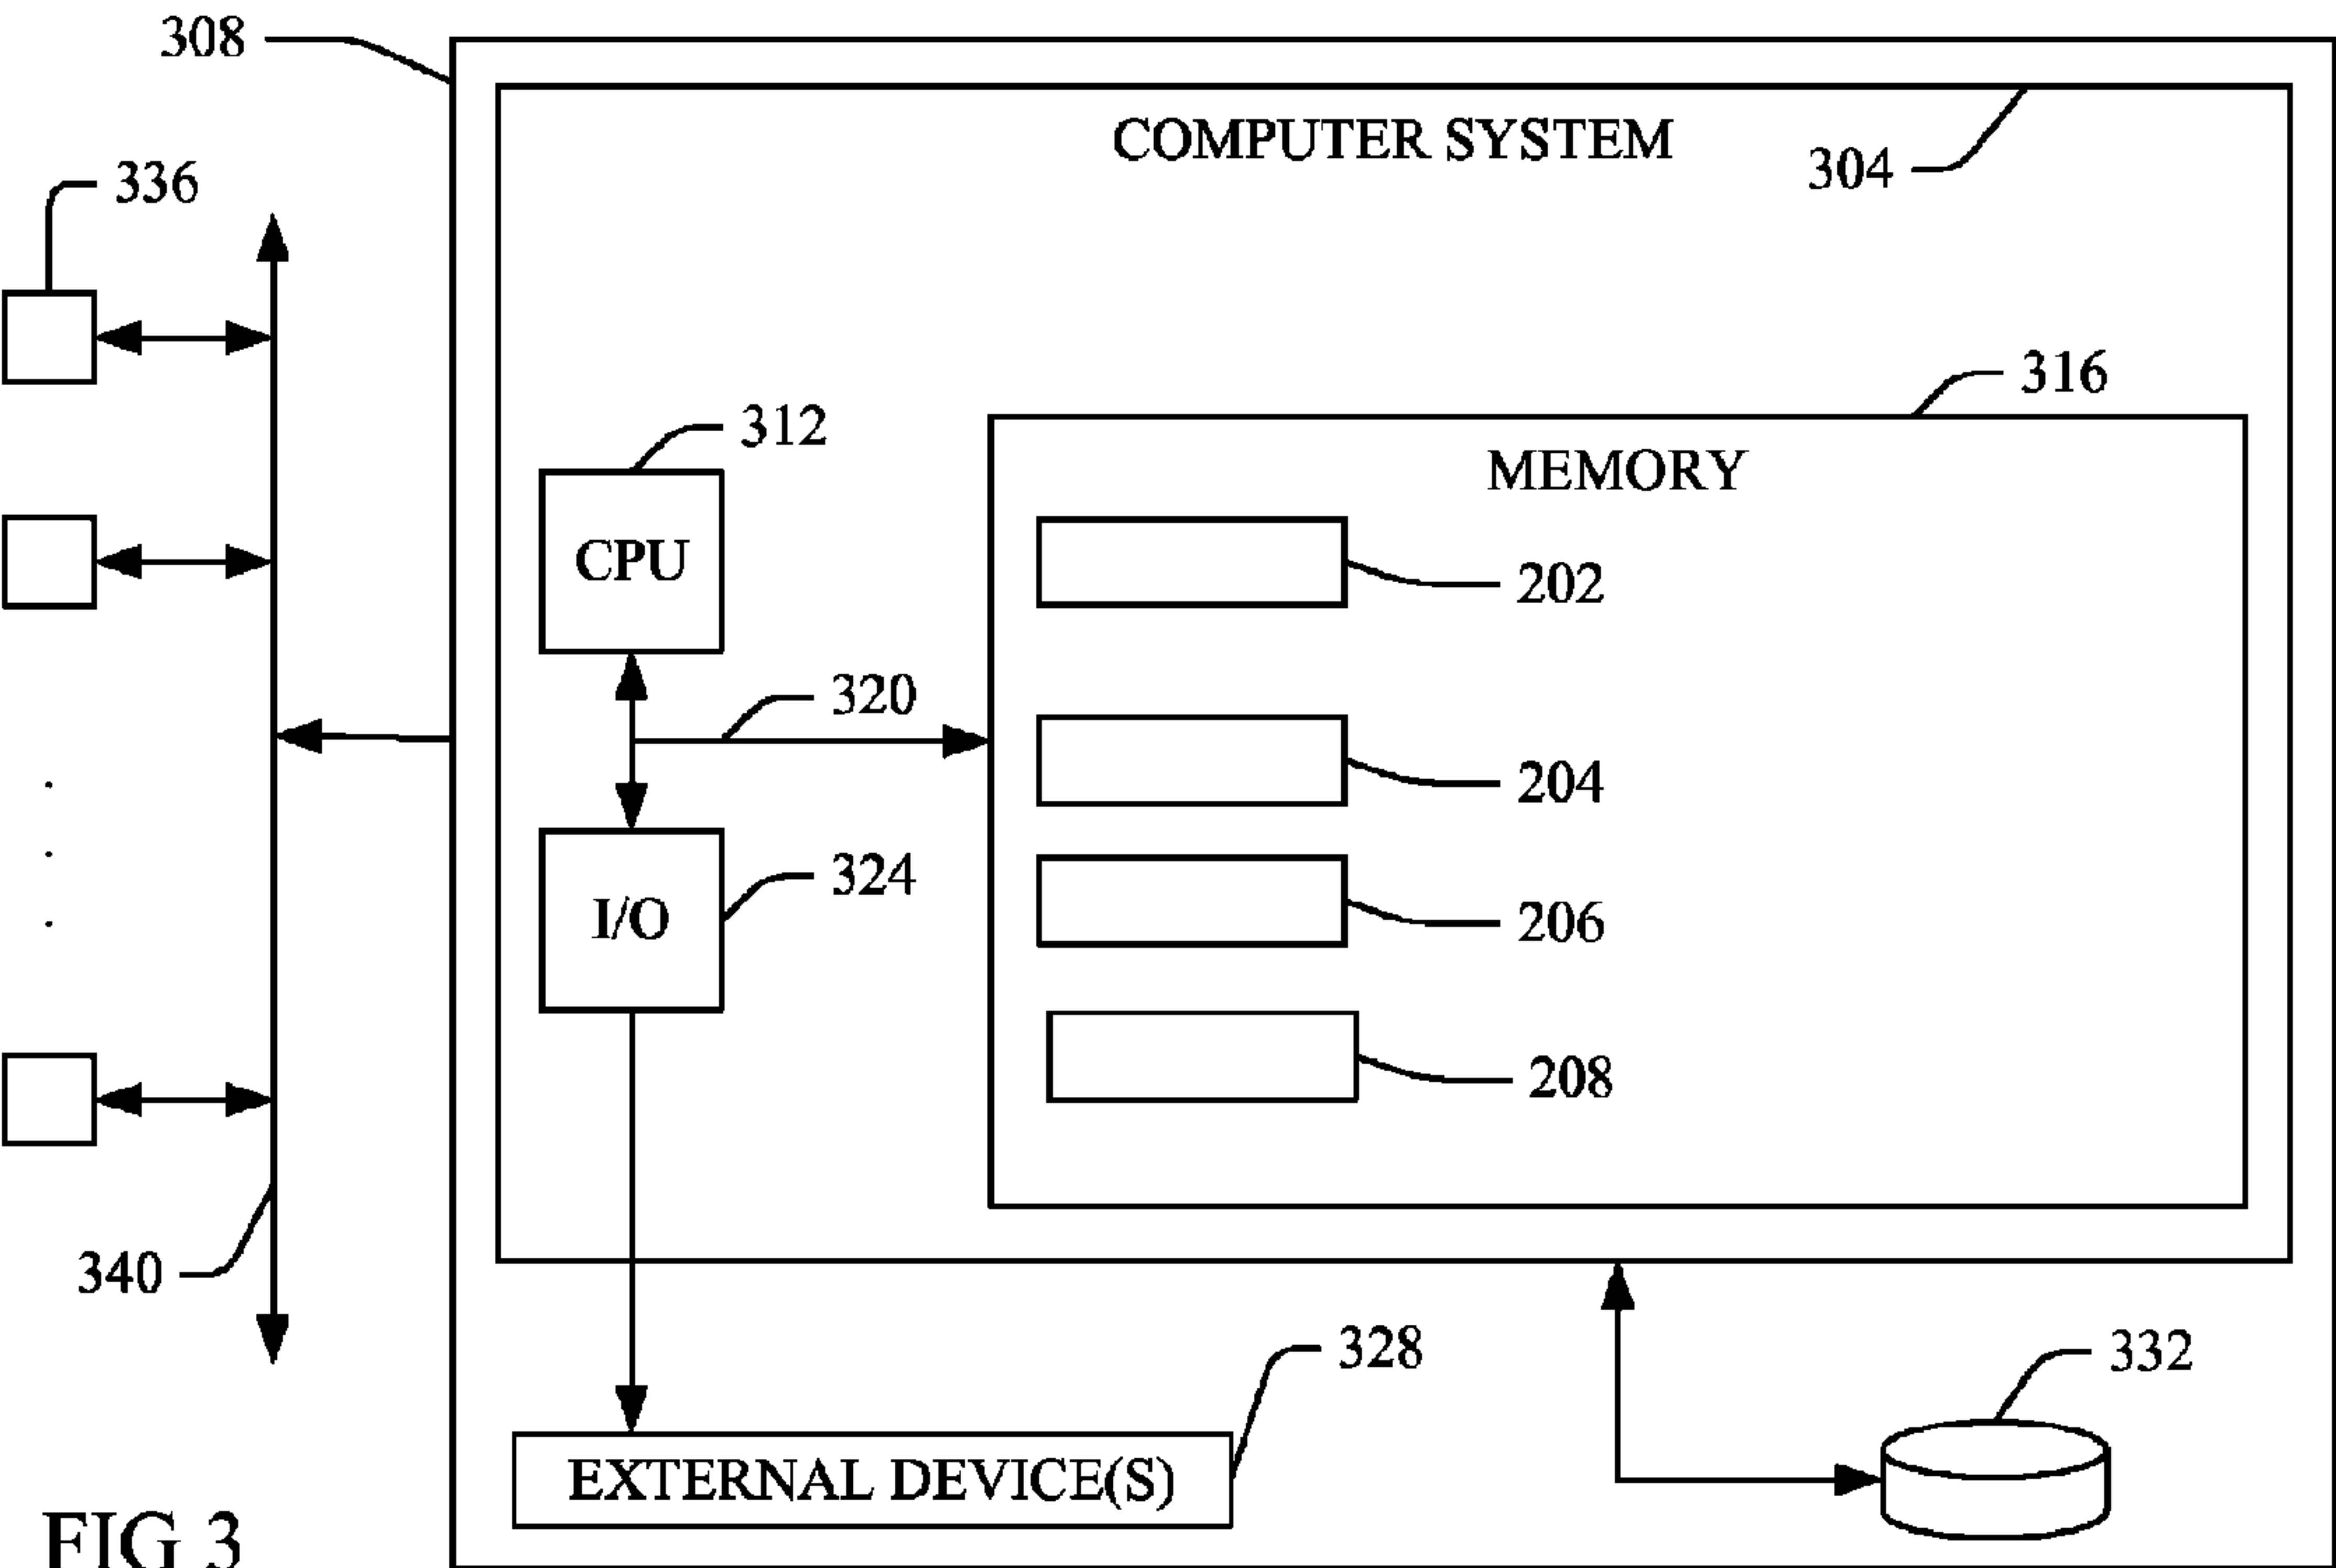 308
COMPUTER SYSTEM
304
336
316
312
MEMORY
CPU
202
320
204
324
I/O
206
208
340
328
332
EXTERNAL DEVICE(S)
FIG 3